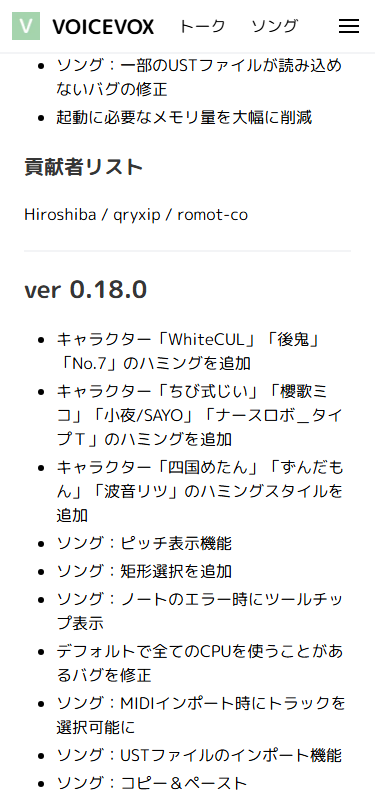 V VOICEVOX トーク ソング
ソング：一部のUSTファイルが読み込め
ないバグの修正
起動に必要なメモリ量を大幅に削減
貢献者リスト
Hiroshiba / qryxip / romot-co
ver 0.18.0
キャラクター「WhiteCUL」「後鬼」
「No.7」のハミングを追加
キャラクター「ちび式じい」「櫻歌ミ
コ」「小夜/SAYO」「ナースロボ＿タイ
プＴ」のハミングを追加
キャラクター「四国めたん」「ずんだも
ん」「波音リツ」のハミングスタイルを
追加
ソング：ピッチ表示機能
ソング：矩形選択を追加
ソング：ノートのエラー時にツールチッ
プ表示
デフォルトで全てのCPUを使うことがあ
るバグを修正
ソング：MIDIインポート時にトラックを
選択可能に
ソング：USTファイルのインポート機能
ソング：コピー＆ペースト